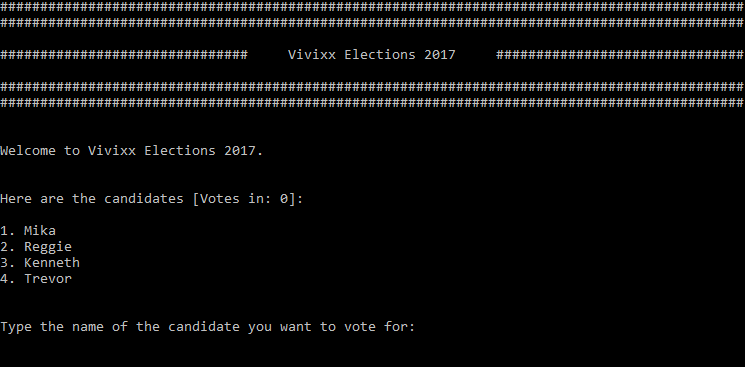 #############################################################################################
#############################################################################################
############################### Vivixx Elections 2017 ###############################
#############################################################################################
#############################################################################################
Welcome to Vivixx Elections 2017.
Here are the candidates [Votes in: 0]:
1. Mika
2. Reggie
3. Kenneth
4. Trevor
Type the name of the candidate you want to vote for: